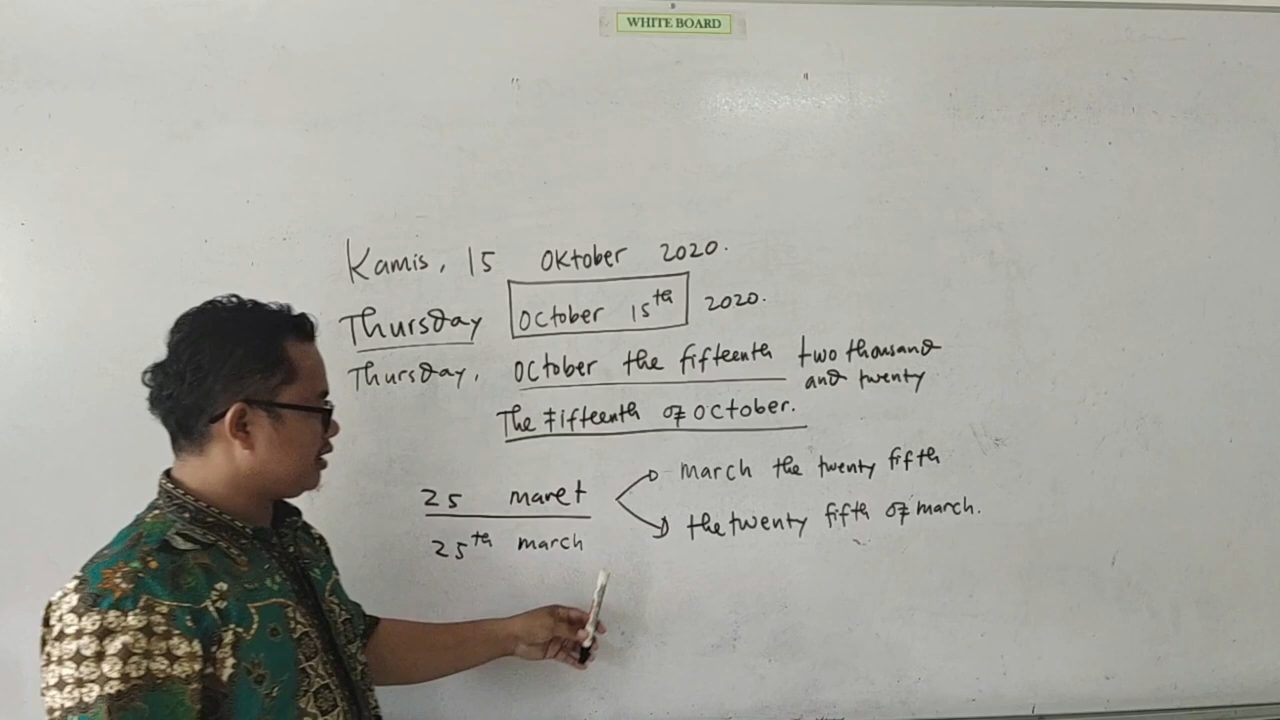 WHITE BOARD
Kamis, 15 Oktober 2020.
Thursday October 15th 2020.
Thursday, October the fifteenth two thousand
and twenty
The Fifteenth of October.
25 maret
25th march
march the twenty fifth
the twenty fifth of march.